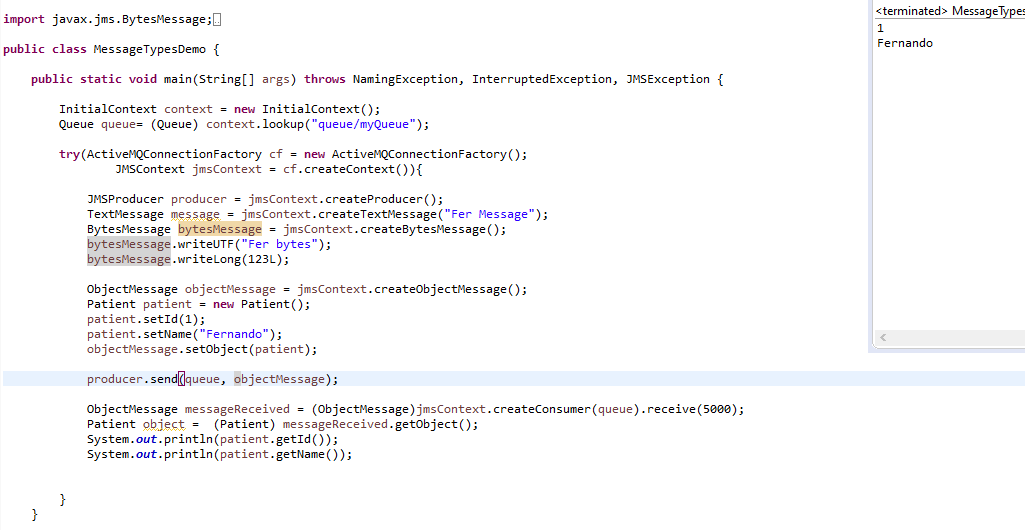 import javax.jms.BytesMessage;
public class MessageTypesDemo {
public static void main(String[] args) throws NamingException, InterruptedException, JMSException {
InitialContext context = new InitialContext();
Queue queue= (Queue) context.lookup("queue/myQueue");
try(ActiveMQConnectionFactory cf = new ActiveMQConnectionFactory();
JMSContext jmsContext = cf.createContext()){
JMSProducer producer = jmsContext.createProducer();
TextMessage message = jmsContext.createTextMessage("Fer Message");
BytesMessage bytesMessage = jmsContext.createBytesMessage();
bytesMessage.writeUTF("Fer bytes");
bytesMessage.writeLong(123L);
ObjectMessage objectMessage = jmsContext.createObjectMessage();
Patient patient = new Patient();
patient.setId(1);
patient.setName("Fernando");
objectMessage.setObject(patient);
producer.send(queue, objectMessage);
ObjectMessage messageReceived = (ObjectMessage)jmsContext.createConsumer(queue).receive(5000);
Patient object =  (Patient) messageReceived.getObject();
System.out.println(patient.getId());
System.out.println(patient.getName());
}
}
<terminated> MessageTypes
1
Fernando